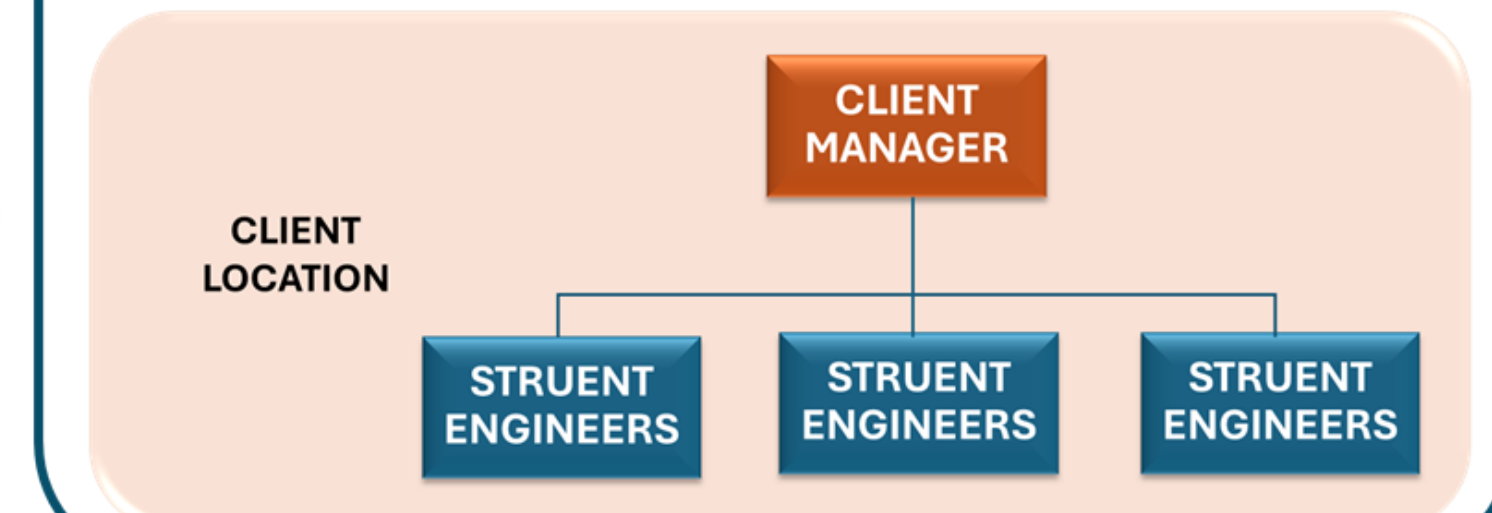 CLIENT
MANAGER
CLIENT
LOCATION
STRUENT
ENGINEERS
STRUENT
ENGINEERS
STRUENT
ENGINEERS